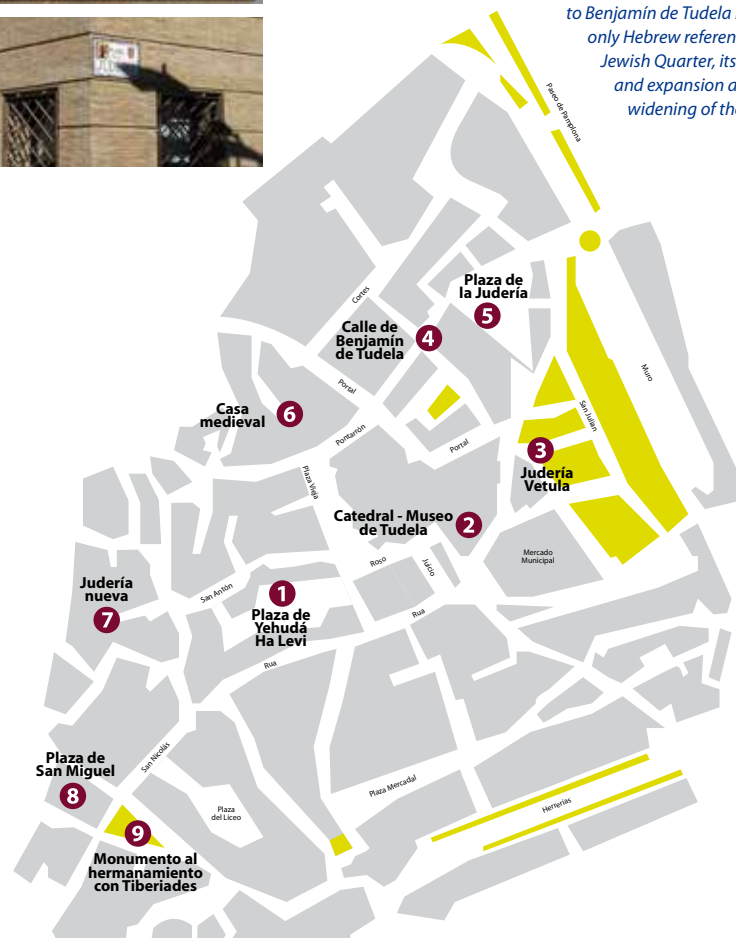 to Benjamín de Tudela
only Hebrew referen
Jewish Quarter, its
and expansion a
widening of the
Paseo de Pamplona
Plaza de
la Judería
5
Cortes
Calle de
Benjamín
de Tudela
4
Muro
Portal
Casa
medieval
6
San Julían
Pontarrón
Portal
3
Judería
Vetula
Plaza Vieja
Catedral - Museo
de Tudela
2
Mercado
Municipal
Roso
Juicio
Judería
nueva
7
San Antón
1
Plaza de
Yehudá
Ha Levi
Rua
Rua
San Nicolás
Plaza de
San Miguel
8
Plaza Mercadal
Plaza
del Liceo
Herrerías
9
Monumento al
hermanamiento
con Tiberiades